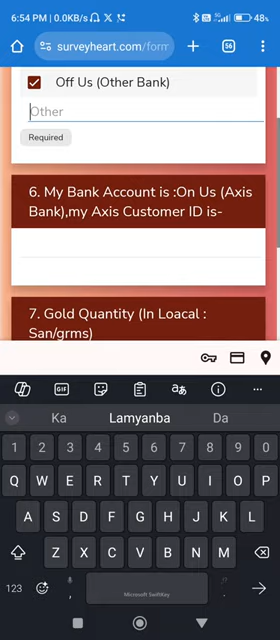 6:54 PM | 0.0KB/s
48%
surveyheart.com/form
56
Off Us (Other Bank)
Other
Required
6. My Bank Account is :On Us (Axis
Bank),my Axis Customer ID is-
7. Gold Quantity (In Loacal :
San/grms)
GIF
Ka Lamyanba Da
1 2 3 4 5 6 7 8 9 0
Q W E R T Y U I O P
A S D F G H J K L
Z X C V B N M
123 , Microsoft SwiftKey